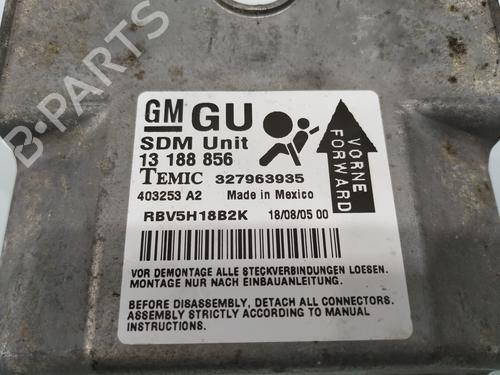 GM GU
SDM Unit
13 188 856
TEMIC 327963935
403253 A2 Made in Mexico
RBV5H18B2K 18/08/05 00
VORNE
FORWARD
VOR DEMONTAGE ALLE STECKVERBINDUNGEN LOESEN.
MONTAGE NUR NACH EINBAUANLEITUNG.
BEFORE DISASSEMBLY, DETACH ALL CONNECTORS.
ASSEMBLY STRICTLY ACCORDING TO MANUAL
INSTRUCTIONS.
B-PARTS